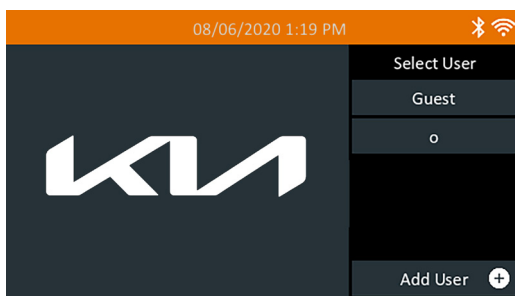 08/06/2020 1:19 PM
KIA
Select User
Guest
o
Add User